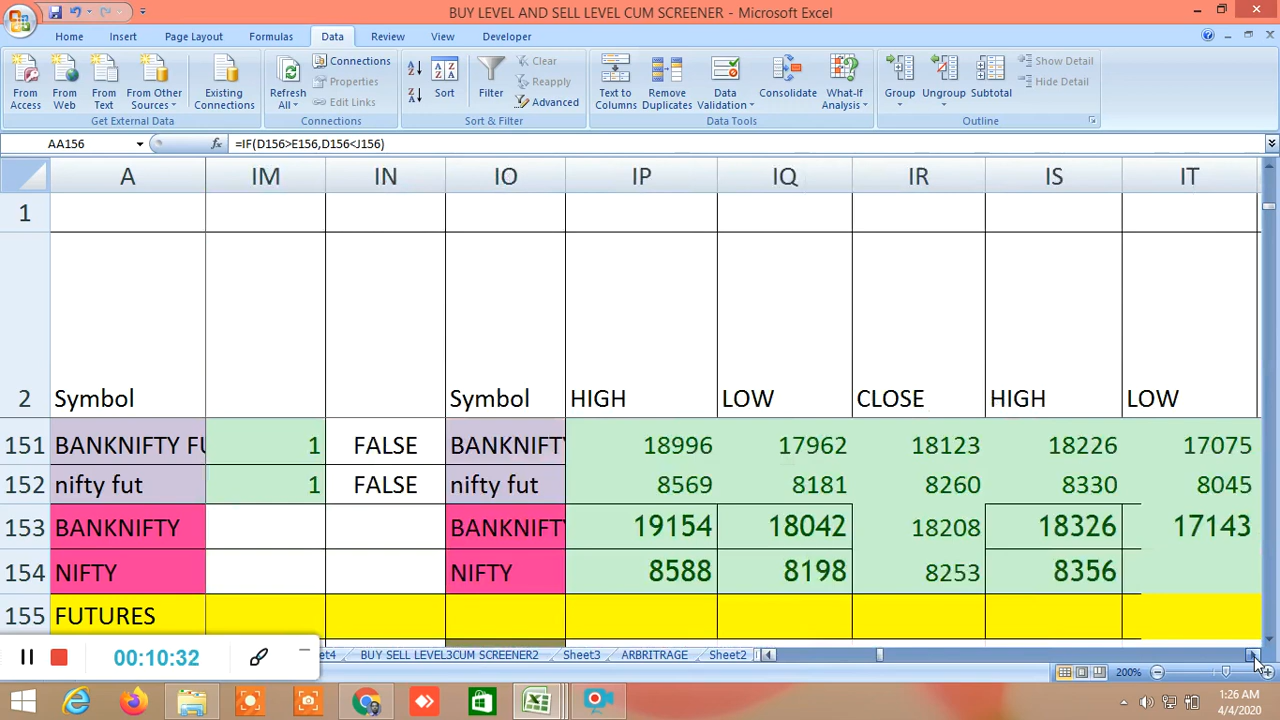 BUY LEVEL AND SELL LEVEL CUM SCREENER - Microsoft Excel
Home Insert Page Layout Formulas Data Review View Developer
From Access
From Web
From Text
From Other Sources
Existing Connections
Get External Data
Refresh All
Connections
Properties
Edit Links
Connections
Sort
Filter
Clear
Reapply
Advanced
Sort & Filter
Text to Columns
Remove Duplicates
Data Validation
Consolidate
What-If Analysis
Data Tools
Group
Ungroup
Subtotal
Show Detail
Hide Detail
Outline
AA156 fx =IF(D156>E156,D156<J156)
A IM IN IO IP IQ IR IS IT
1
2 Symbol Symbol HIGH LOW CLOSE HIGH LOW
151 BANKNIFTY FU 1 FALSE BANKNIFTY 18996 17962 18123 18226 17075
152 nifty fut 1 FALSE nifty fut 8569 8181 8260 8330 8045
153 BANKNIFTY BANKNIFTY 19154 18042 18208 18326 17143
154 NIFTY NIFTY 8588 8198 8253 8356
155 FUTURES
00:10:32
et4 BUY SELL LEVEL3CUM SCREENER2 Sheet3 ARBRITRAGE Sheet2
200%
1:26 AM
4/4/2020